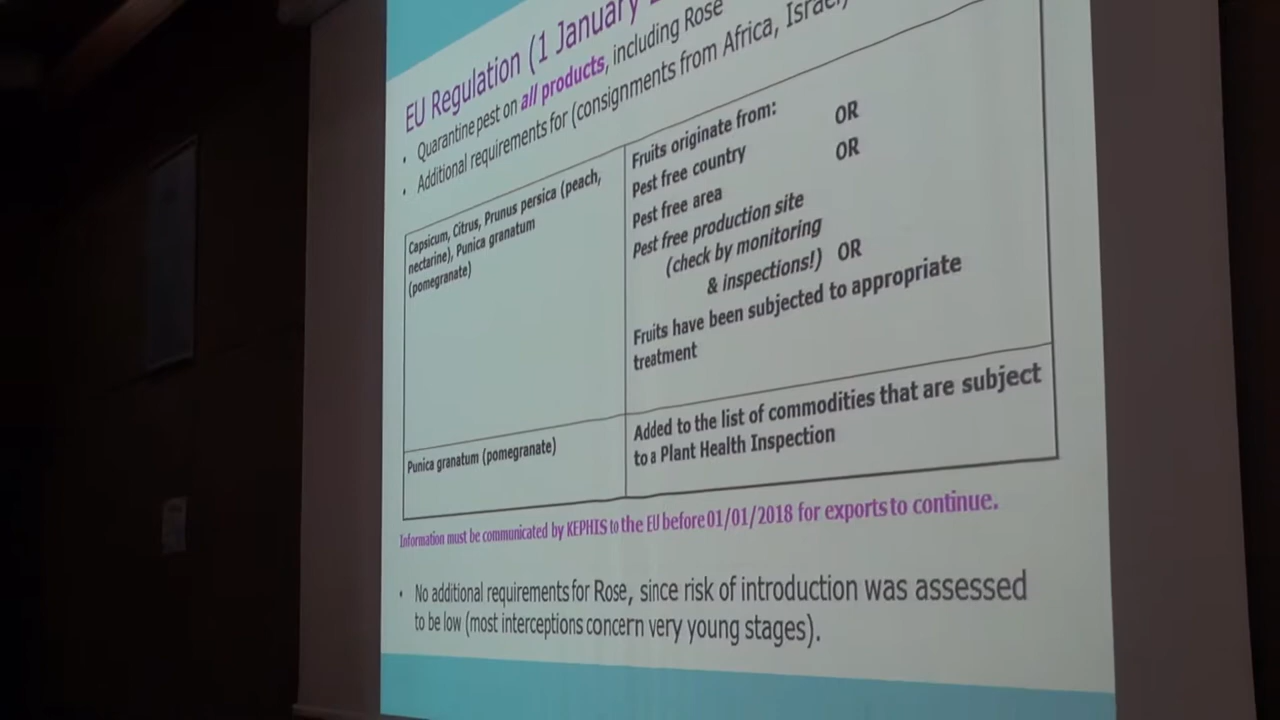 EU Regulation (1 January
• Quarantine pest on all products, including Rose
• Additional requirements for (consignments from Africa, Israel,
Capsicum, Citrus, Prunus persica (peach,
nectarine), Punica granatum
(pomegranate)
Fruits originate from:
Pest free country OR
Pest free area OR
Pest free production site
(check by monitoring
& inspections!) OR
Fruits have been subjected to appropriate
treatment
Punica granatum (pomegranate)
Added to the list of commodities that are subject
to a Plant Health Inspection
Information must be communicated by KEPHIS to the EU before 01/01/2018 for exports to continue.
• No additional requirements for Rose, since risk of introduction was assessed
to be low (most interceptions concern very young stages).